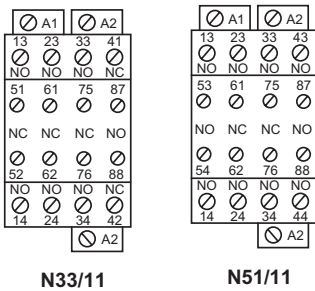 A1 A2
13 23 33 41
NO NO NO NC
51 61 75 87
NC NC NC NO
52 62 76 88
NO NO NO NC
14 24 34 42
A2
N33/11
A1 A2
13 23 33 43
NO NO NO NO
53 61 75 87
NO NC NC NO
54 62 76 88
NO NO NO NO
14 24 34 44
A2
N51/11